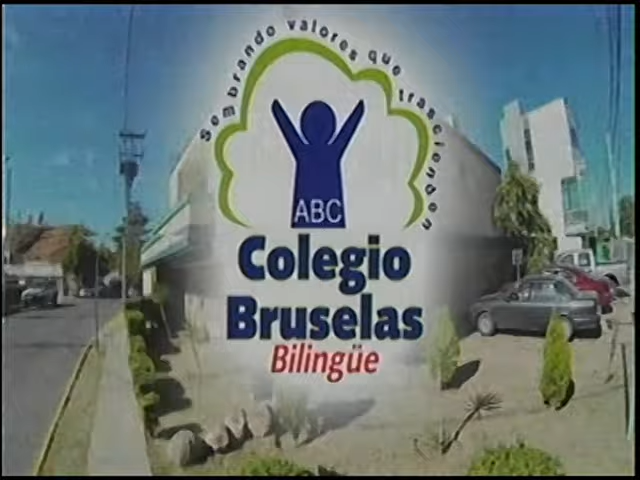 Sembrando valores que trascienden
ABC
Colegio
Bruselas
Bilingüe